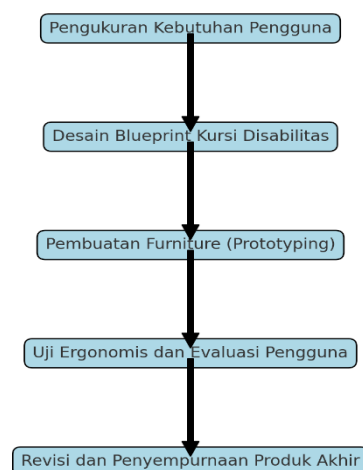 Pengukuran Kebutuhan Pengguna
Desain Blueprint Kursi Disabilitas
Pembuatan Furniture (Prototyping)
Uji Ergonomis dan Evaluasi Pengguna
Revisi dan Penyempurnaan Produk Akhir